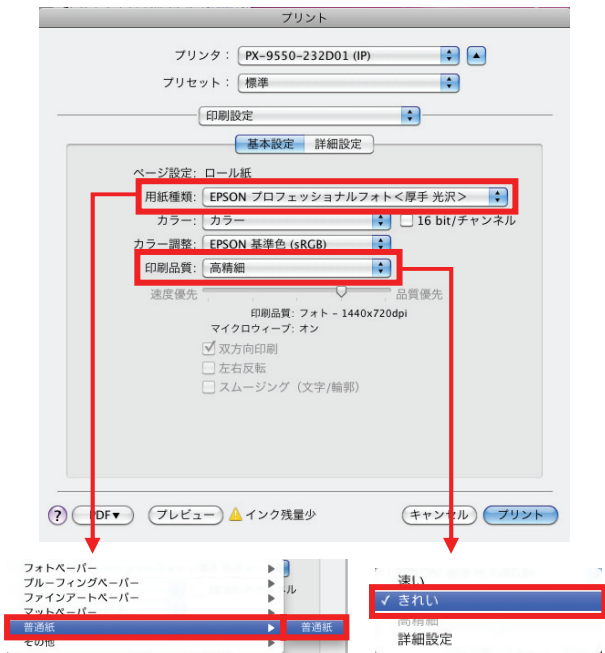 プリント
プリンタ： PX-9550-232D01 (IP)
プリセット： 標準
印刷設定
基本設定 詳細設定
ページ設定: ロール紙
用紙種類: EPSON プロフェッショナルフォト＜厚手 光沢＞
カラー: カラー 16 bit/チャンネル
カラー調整: EPSON 基準色 (sRGB)
印刷品質: 高精細
速度優先 品質優先
印刷品質: フォト – 1440x720dpi
マイクロウィーブ: オン
双方向印刷
左右反転
スムージング（文字/輪郭）
? PDF▼ プレビュー インク残量少 キャンセル プリント
フォトペーパー
プルーフィングペーパー
ファインアートペーパー
マットペーパー
普通紙 普通紙
その他
速い
✓ きれい
高精細
詳細設定